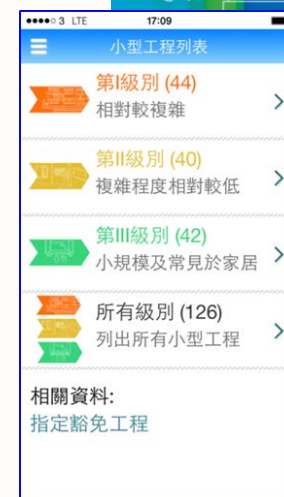 3 LTE 17:09
小型工程列表
第I級別 (44)
相對較複雜
第II級別 (40)
複雜程度相對較低
第III級別 (42)
小規模及常見於家居
所有級別 (126)
列出所有小型工程
相關資料:
指定豁免工程